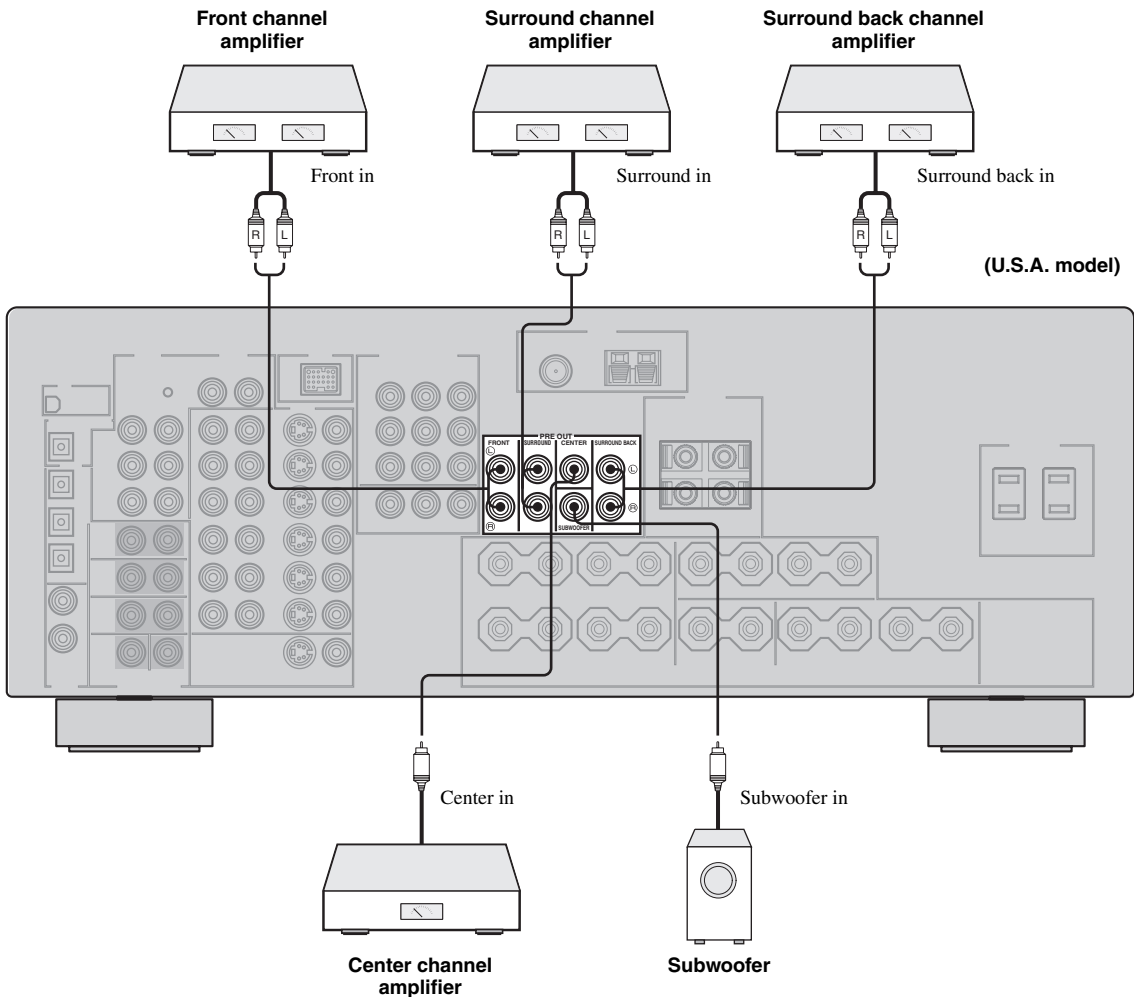 Front channel
amplifier
Surround channel
amplifier
Surround back channel
amplifier
Front in
Surround in
Surround back in
R
L
R
L
R
L
(U.S.A. model)
PRE OUT
FRONT
SURROUND
CENTER
SURROUND BACK
L
L
R
R
SUBWOOFER
Center in
Subwoofer in
Center channel
amplifier
Subwoofer